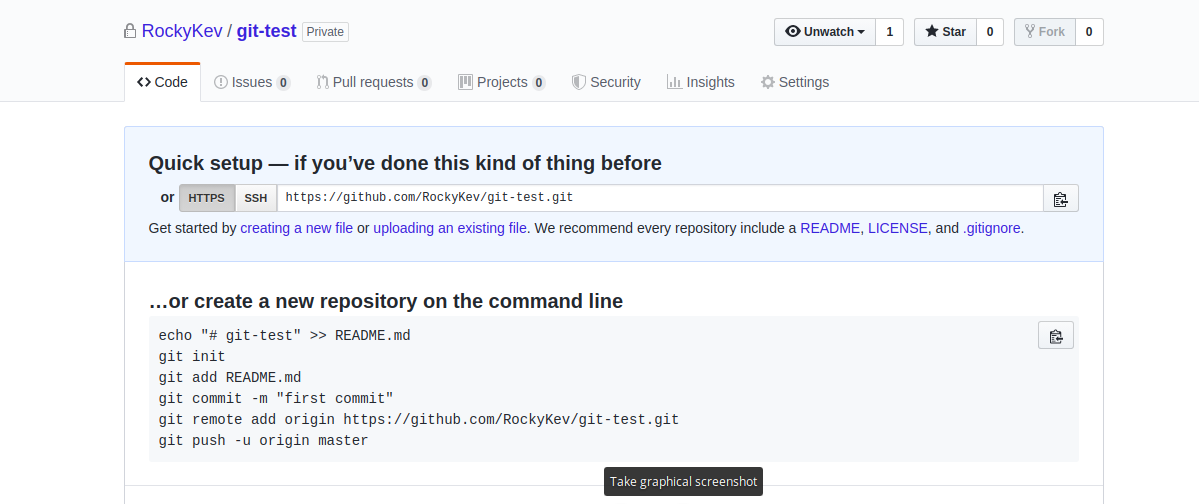 RockyKev / git-test Private
Unwatch 1 Star 0 Fork 0
Code Issues 0 Pull requests 0 Projects 0 Security Insights Settings
Quick setup — if you’ve done this kind of thing before
or HTTPS SSH https://github.com/RockyKev/git-test.git
Get started by creating a new file or uploading an existing file. We recommend every repository include a README, LICENSE, and .gitignore.
…or create a new repository on the command line
echo "# git-test" >> README.md
git init
git add README.md
git commit -m "first commit"
git remote add origin https://github.com/RockyKev/git-test.git
git push -u origin master
Take graphical screenshot